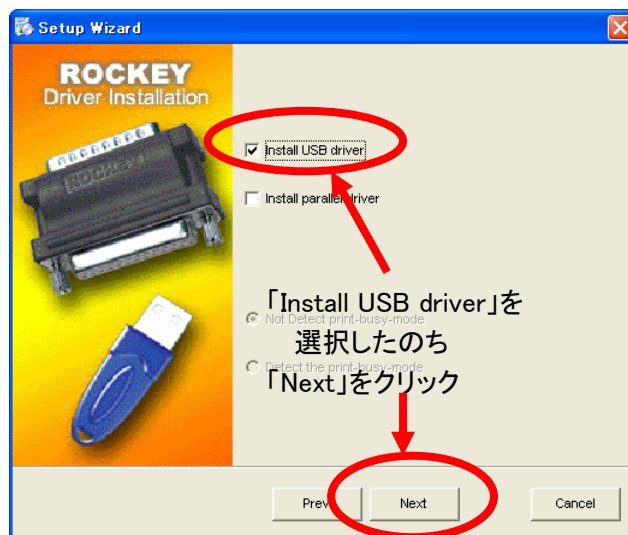 Setup Wizard
ROCKEY
Driver Installation
Install USB driver
Install parallel driver
「Install USB driver」を
Not Detect print-busy-mode
選択したのち
Detect the print-busy-mode
「Next」をクリック
Prev
Next
Cancel